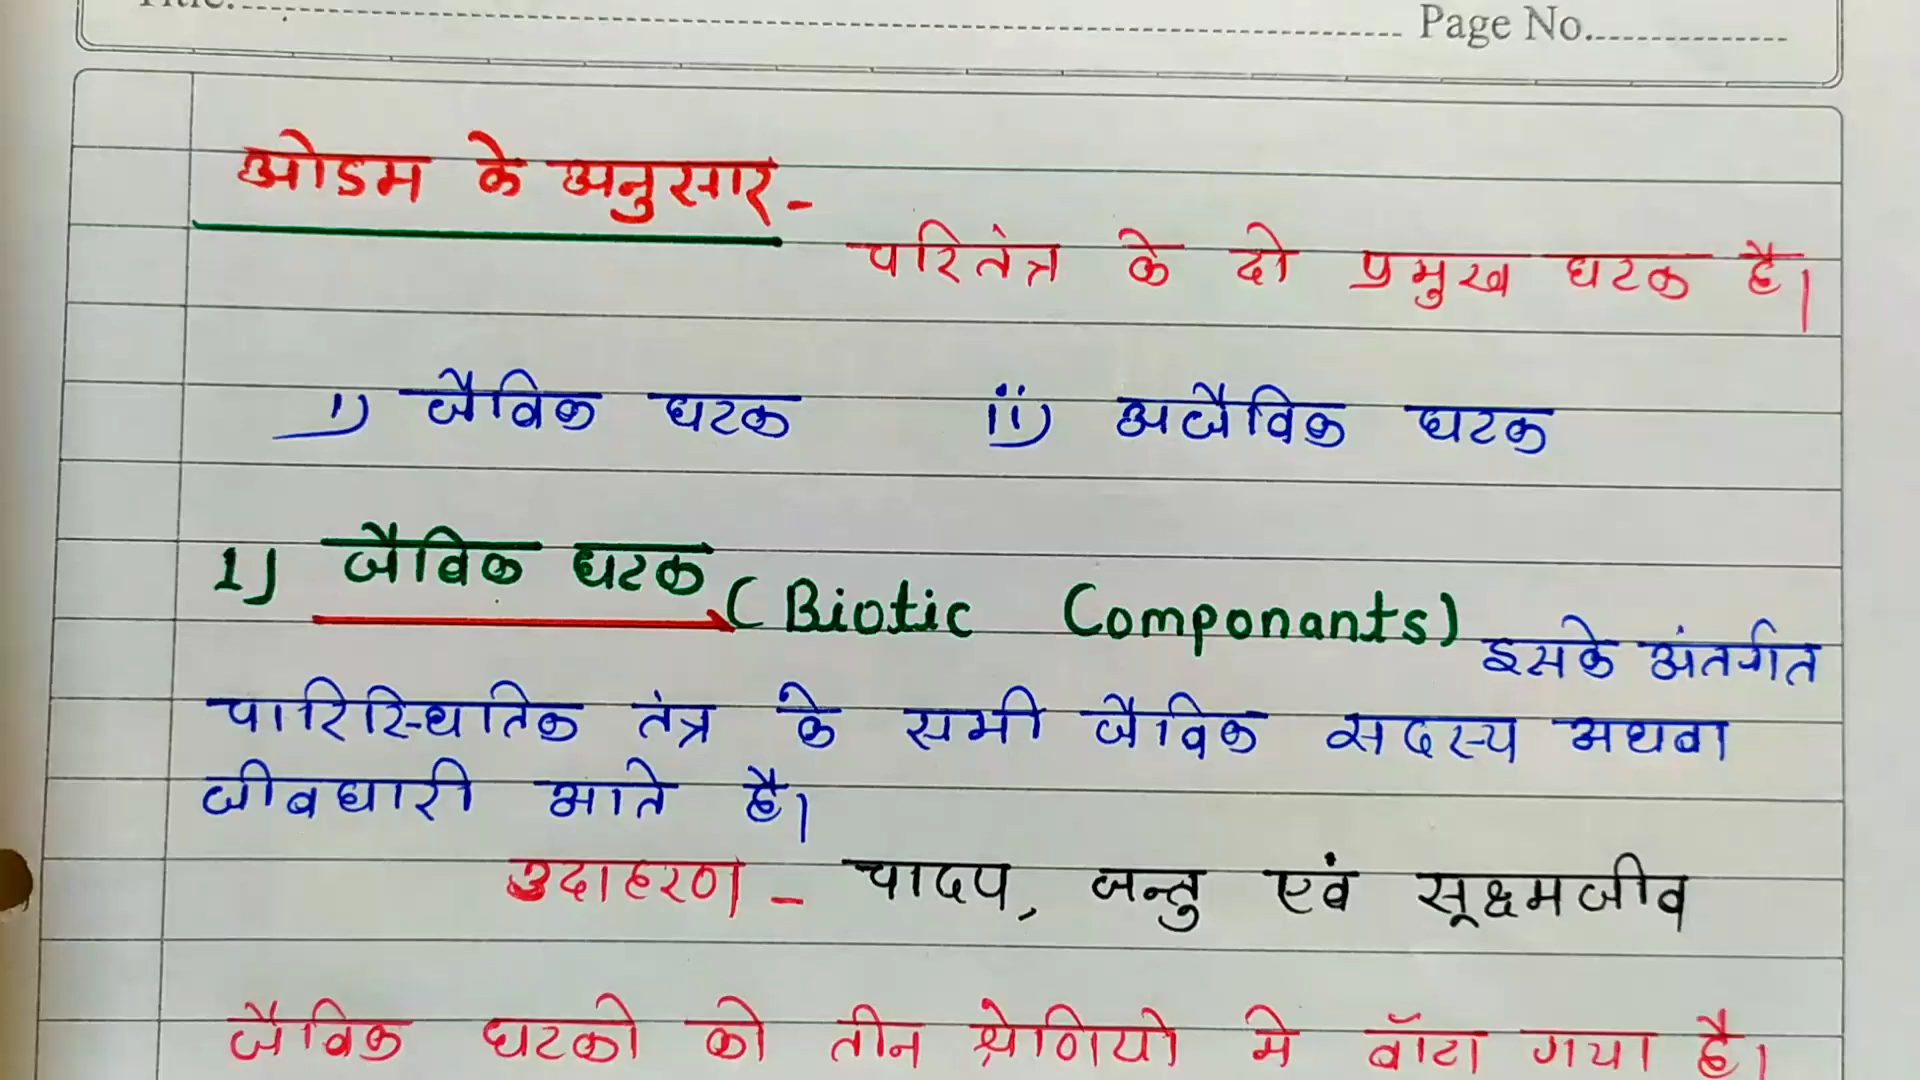 Page No.
ओडम के अनुसार-
परितंत्र के दो प्रमुख घटक है।
i) जैविक घटक ii) अजैविक घटक
1) जैविक घटक (Biotic Componants) इसके अंतर्गत
पारिस्थितिक तंत्र के सभी जैविक सदस्य अथवा
जीवधारी आते है।
उदाहरण - पादप, जन्तु एवं सूक्ष्मजीव
जैविक घटको को तीन श्रेणियो मे बाॅटा गया है।